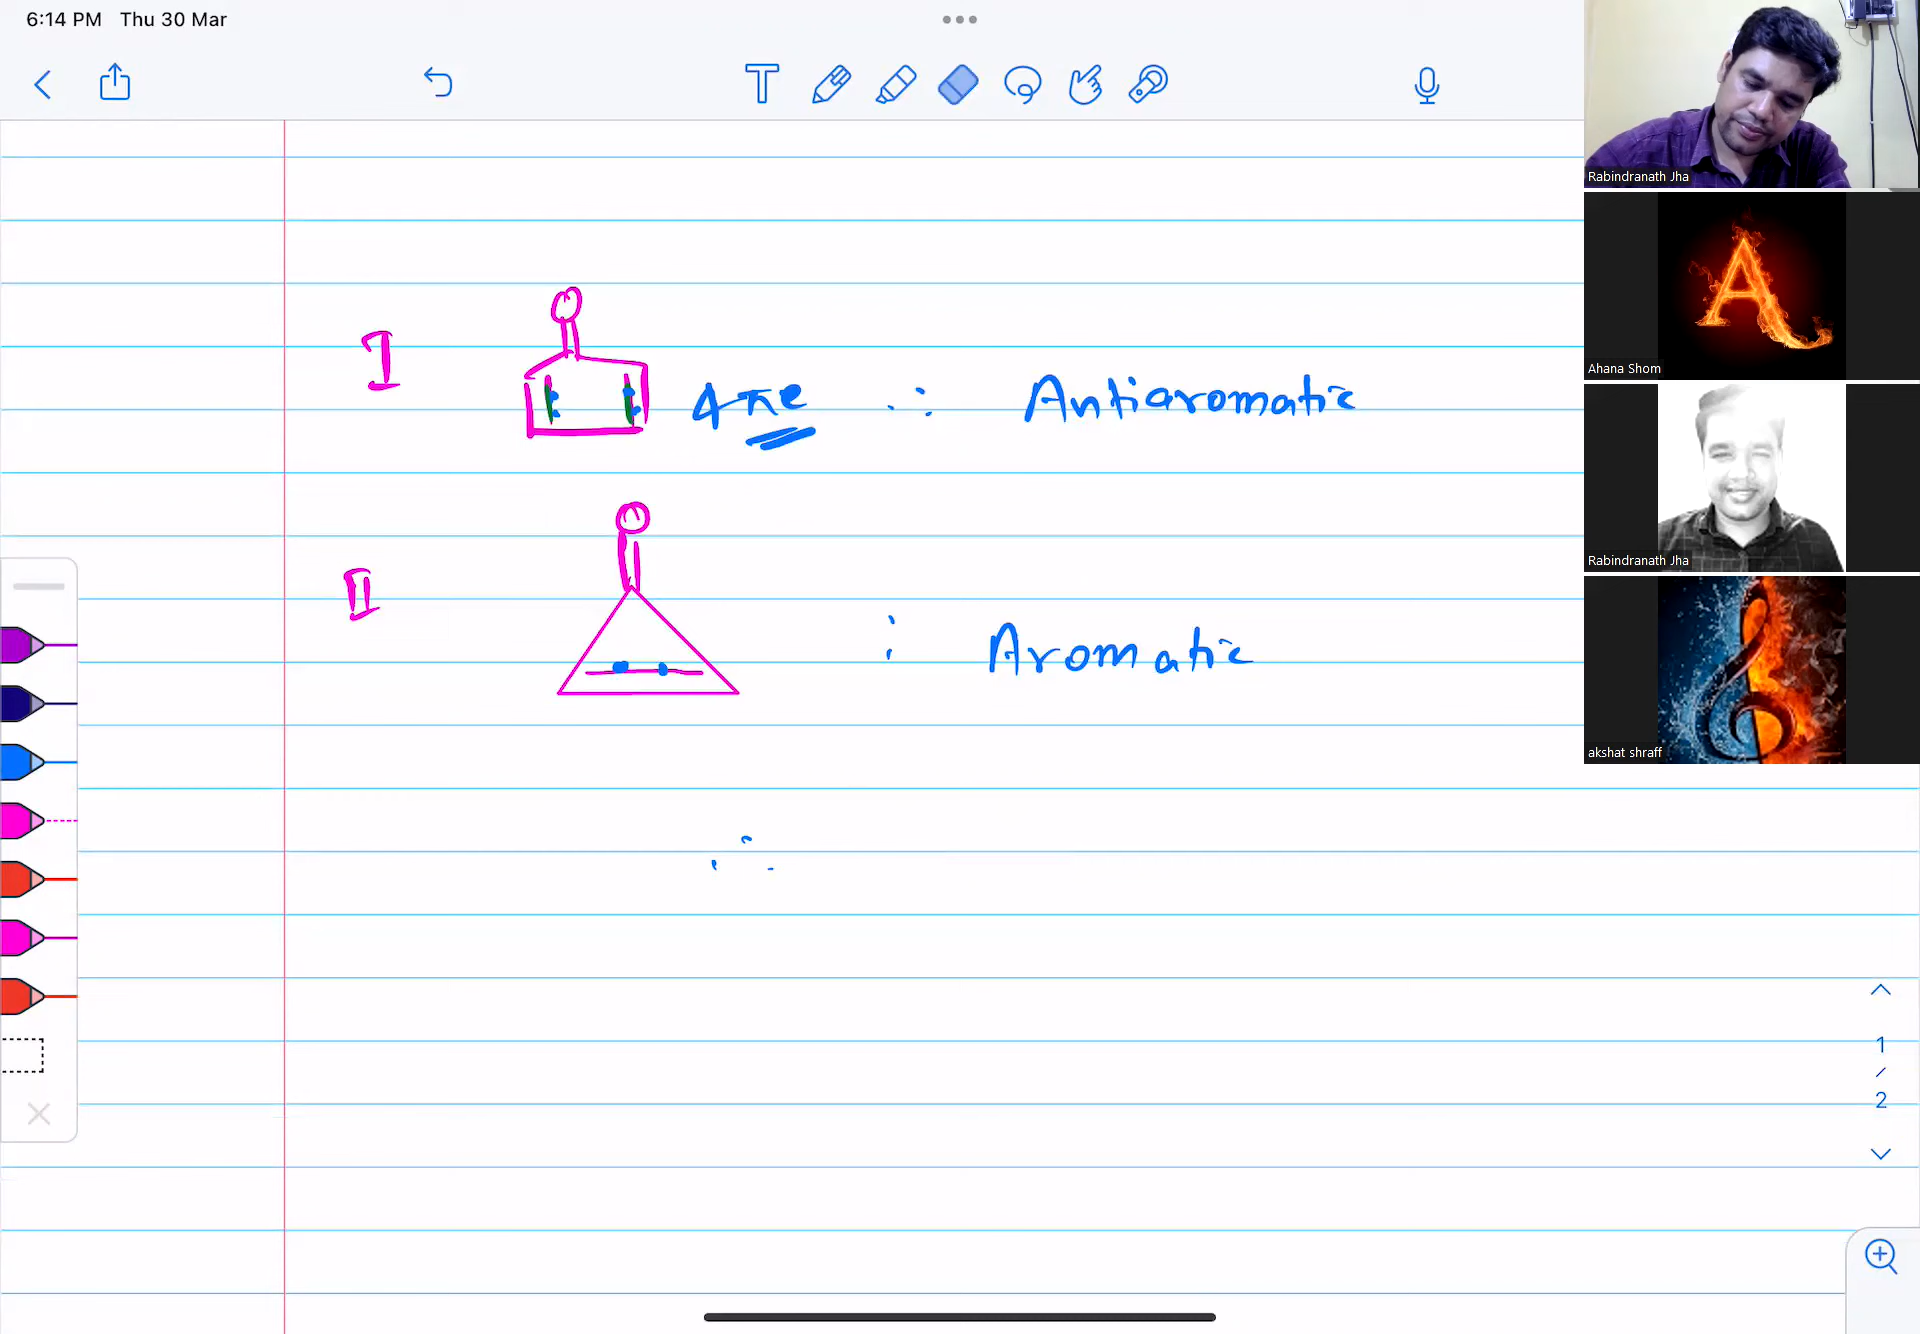 6:14 PM Thu 30 Mar
T
Rabindranath Jha
A
Ahana Shom
I O 4πe ∴ Antiaromatic
Rabindranath Jha
II O : Aromatic
akshat shraff
∴
1
/
2